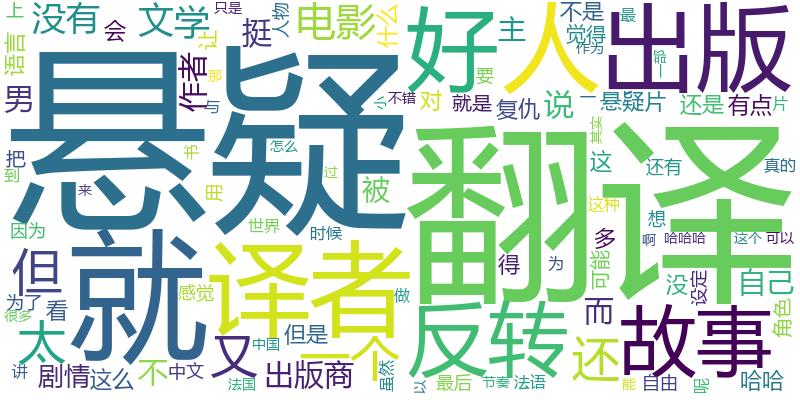 上
没有
会
文学
让
挺
只是
人物
电影
什么
好
人
不是
觉得
作为
主
最
一部
出版
语言
悬疑
作者
那
与
小
不错
要
对
就是
复仇
说
一
悬疑片
还是
有点
片
男
把
到
书
用
怎么
过
被
翻译
其实
这
还有
真的
来
因为
世界
时候
这种
想
多
啊
哈哈哈
这个
可以
但
就
译者
感觉
做
得
为
可能
没
设定
自己
为了
看
很多
太
又
中国
但是
一个
反转
而
还
故事
角色
讲
剧情
这么
不
中文
法国
出版商
虽然
以
最后
节奏
法语
能
自由
呢
哈哈